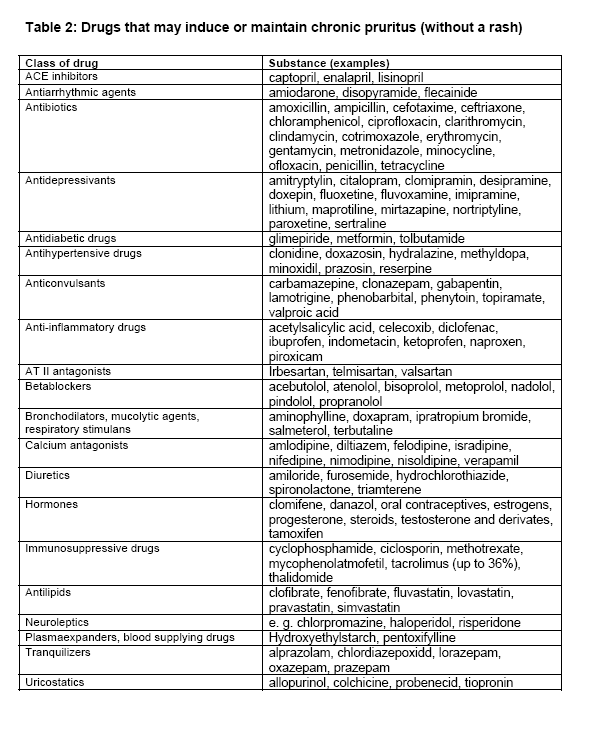 Table 2: Drugs that may induce or maintain chronic pruritus (without a rash)
Class of drug Substance (examples)
ACE inhibitors captopril, enalapril, lisinopril
Antiarrhythmic agents amiodarone, disopyramide, flecainide
Antibiotics amoxicillin, ampicillin, cefotaxime, ceftriaxone,
chloramphenicol, ciprofloxacin, clarithromycin,
clindamycin, cotrimoxazole, erythromycin,
gentamycin, metronidazole, minocycline,
ofloxacin, penicillin, tetracycline
Antidepressivants amitryptylin, citalopram, clomipramin, desipramine,
doxepin, fluoxetine, fluvoxamine, imipramine,
lithium, maprotiline, mirtazapine, nortriptyline,
paroxetine, sertraline
Antidiabetic drugs glimepiride, metformin, tolbutamide
Antihypertensive drugs clonidine, doxazosin, hydralazine, methyldopa,
minoxidil, prazosin, reserpine
Anticonvulsants carbamazepine, clonazepam, gabapentin,
lamotrigine, phenobarbital, phenytoin, topiramate,
valproic acid
Anti-inflammatory drugs acetylsalicylic acid, celecoxib, diclofenac,
ibuprofen, indometacin, ketoprofen, naproxen,
piroxicam
AT II antagonists Irbesartan, telmisartan, valsartan
Betablockers acebutolol, atenolol, bisoprolol, metoprolol, nadolol,
pindolol, propranolol
Bronchodilators, mucolytic agents, aminophylline, doxapram, ipratropium bromide,
respiratory stimulans salmeterol, terbutaline
Calcium antagonists amlodipine, diltiazem, felodipine, isradipine,
nifedipine, nimodipine, nisoldipine, verapamil
Diuretics amiloride, furosemide, hydrochlorothiazide,
spironolactone, triamterene
Hormones clomifene, danazol, oral contraceptives, estrogens,
progesterone, steroids, testosterone and derivates,
tamoxifen
Immunosuppressive drugs cyclophosphamide, ciclosporin, methotrexate,
mycophenolatmofetil, tacrolimus (up to 36%),
thalidomide
Antilipids clofibrate, fenofibrate, fluvastatin, lovastatin,
pravastatin, simvastatin
Neuroleptics e. g. chlorpromazine, haloperidol, risperidone
Plasmaexpanders, blood supplying drugs Hydroxyethylstarch, pentoxifylline
Tranquilizers alprazolam, chlordiazepoxidd, lorazepam,
oxazepam, prazepam
Uricostatics allopurinol, colchicine, probenecid, tiopronin